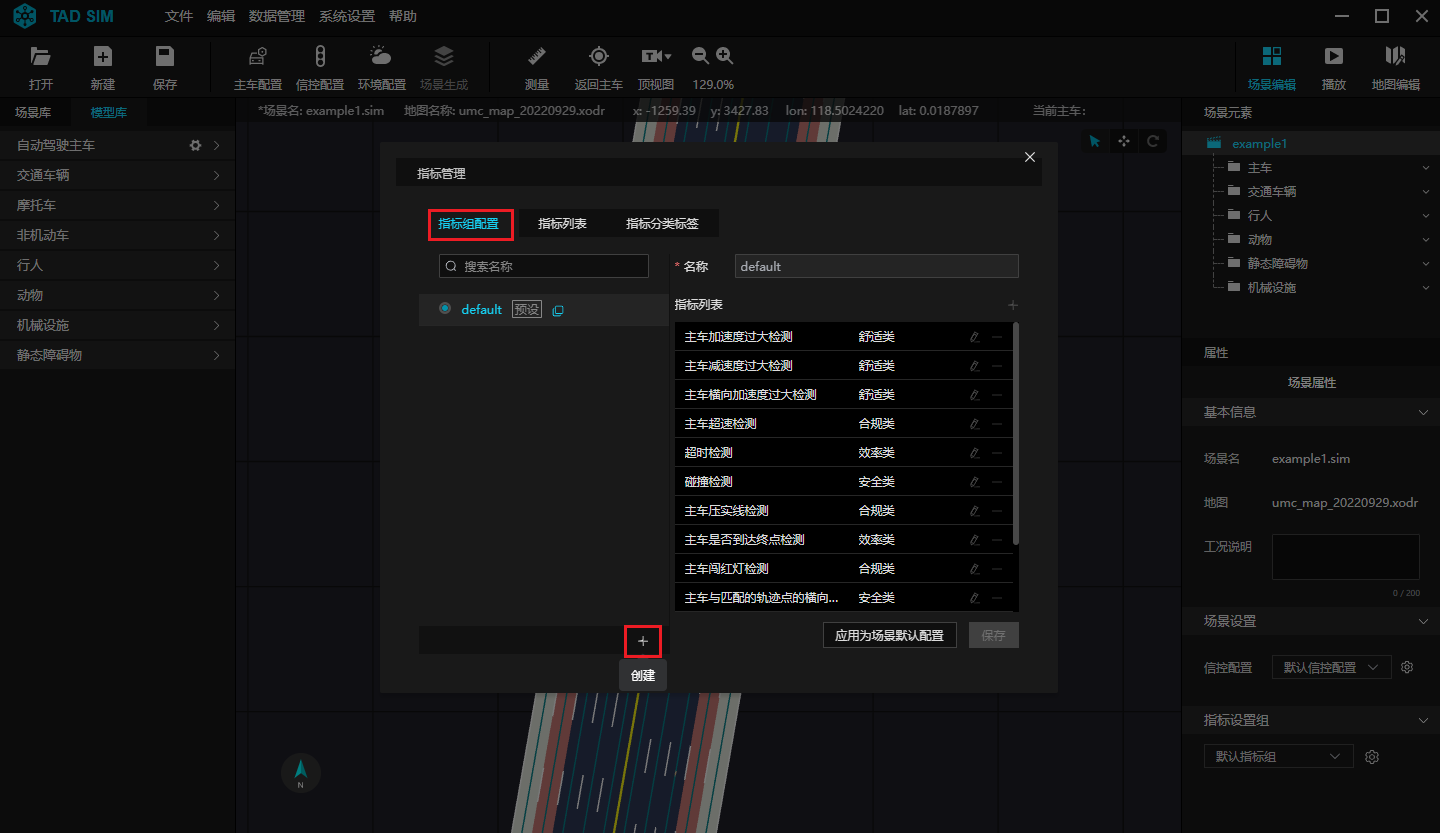 TAD SIM 文件 编辑 数据管理 系统设置 帮助
打开 新建 保存 主车配置 信控配置 环境配置 场景生成 测量 返回主车 顶视图 129.0% 场景编辑 播放 地图编辑
场景库 模型库
*场景名: example1.sim 地图名称: umc_map_20220929.xodr x: -1259.39 y: 3427.83 lon: 118.5024220 lat: 0.0187897 当前主车:
自动驾驶主车
交通车辆
摩托车
非机动车
行人
动物
机械设施
静态障碍物
指标管理
指标组配置 指标列表 指标分类标签
搜索名称
default 预设
创建
* 名称 default
指标列表
主车加速度过大检测 舒适类
主车减速度过大检测 舒适类
主车横向加速度过大检测 舒适类
主车超速检测 合规类
超时检测 效率类
碰撞检测 安全类
主车压实线检测 合规类
主车是否到达终点检测 效率类
主车闯红灯检测 合规类
主车与匹配的轨迹点的横向... 安全类
应用为场景默认配置 保存
N
场景元素
example1
主车
交通车辆
行人
动物
静态障碍物
机械设施
属性
场景属性
基本信息
场景名 example1.sim
地图 umc_map_20220929.xodr
工况说明
0 / 200
场景设置
信控配置 默认信控配置
指标设置组
默认指标组